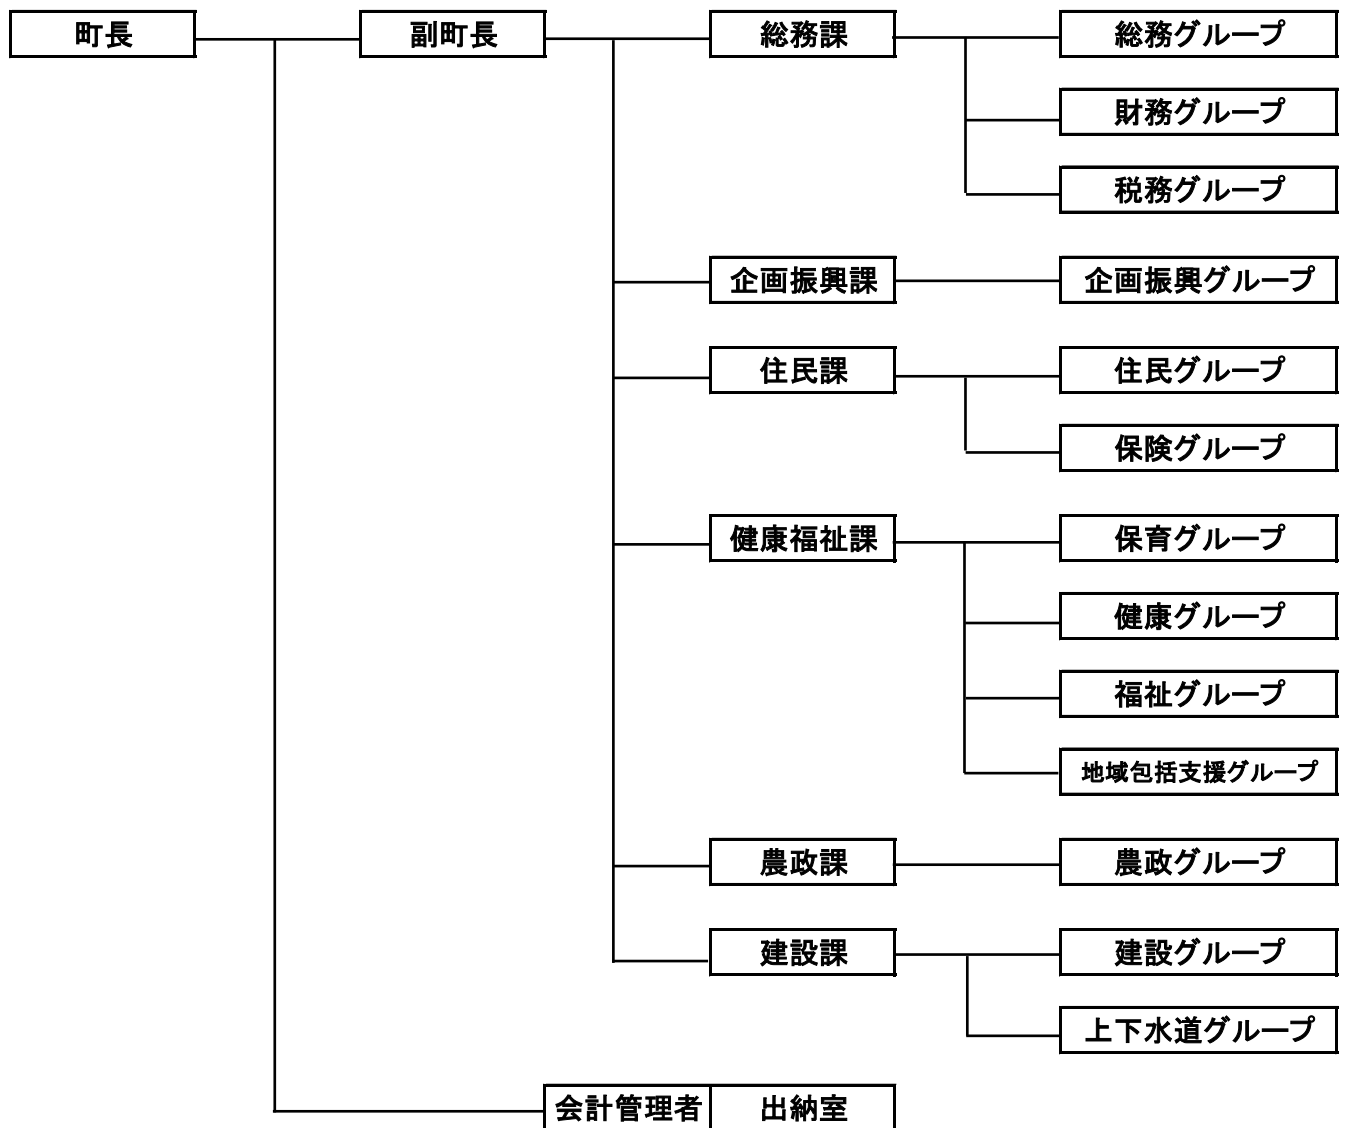 町長
副町長
総務課
総務グループ
財務グループ
税務グループ
企画振興課
企画振興グループ
住民課
住民グループ
保険グループ
健康福祉課
保育グループ
健康グループ
福祉グループ
地域包括支援グループ
農政課
農政グループ
建設課
建設グループ
上下水道グループ
会計管理者
出納室